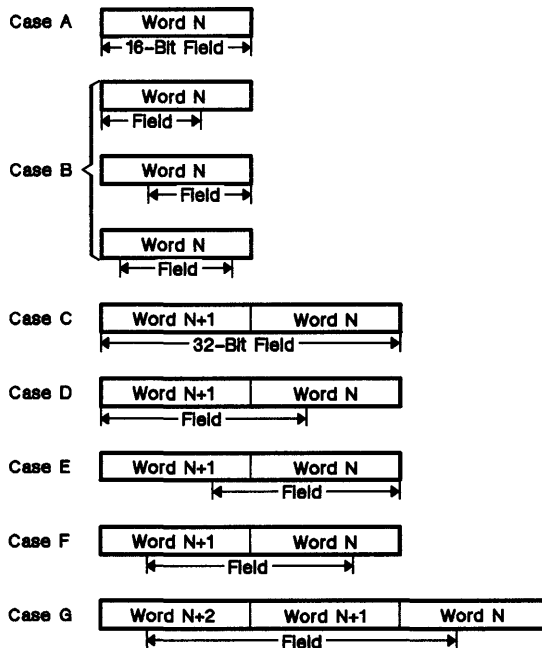 Case A Word N
16-Bit Field
Word N
Field
Case B Word N
Field
Word N
Field
Case C Word N+1 Word N
32-Bit Field
Case D Word N+1 Word N
Field
Case E Word N+1 Word N
Field
Case F Word N+1 Word N
Field
Case G Word N+2 Word N+1 Word N
Field